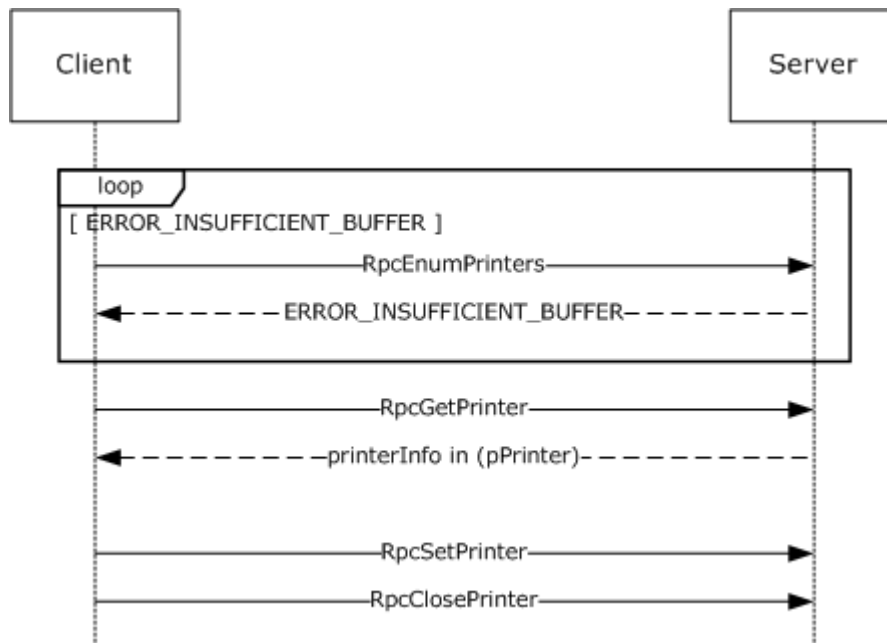 Client
Server
loop
[ ERROR_INSUFFICIENT_BUFFER ]
RpcEnumPrinters
ERROR_INSUFFICIENT_BUFFER
RpcGetPrinter
printerInfo in (pPrinter)
RpcSetPrinter
RpcClosePrinter